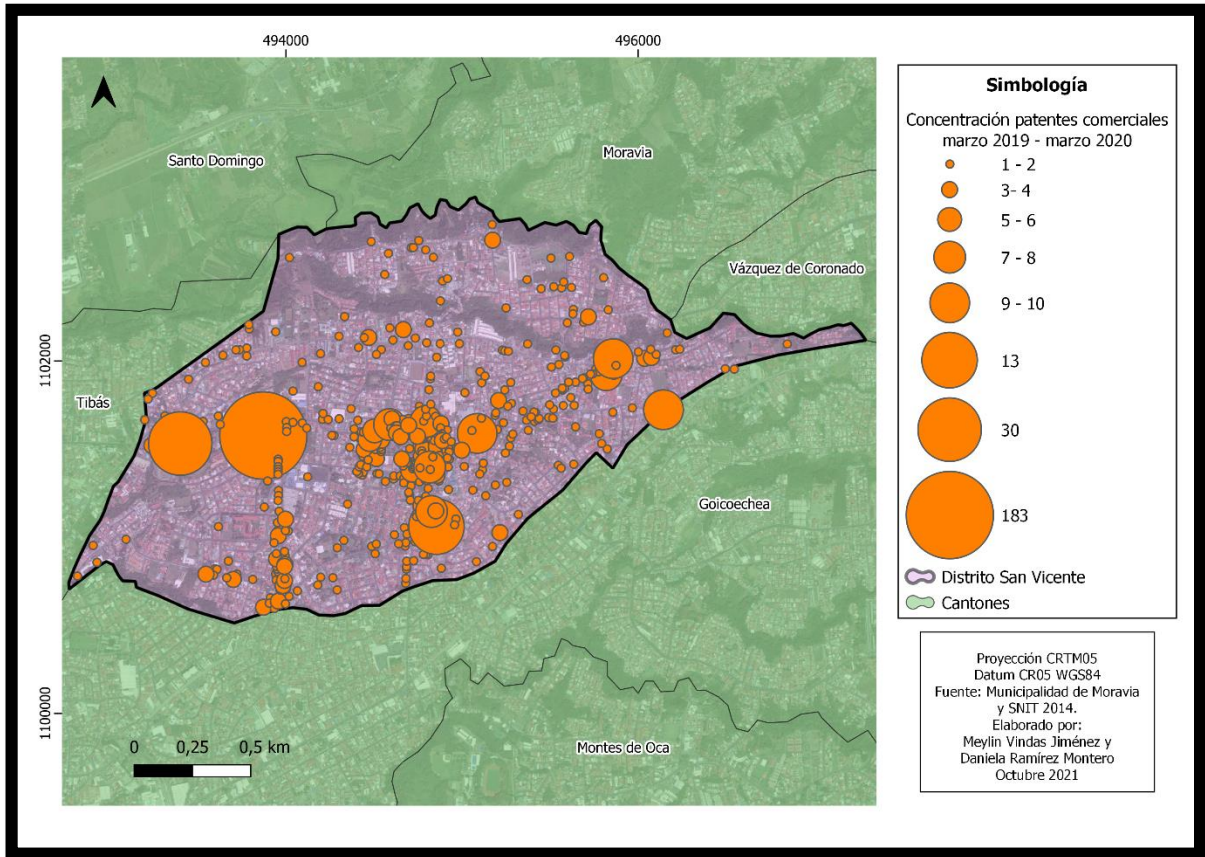 494000
496000
1102000
1100000
Santo Domingo
Moravia
Vázquez de Coronado
Tibás
Goicoechea
Montes de Oca
0 0,25 0,5 km
Simbología
Concentración patentes comerciales
marzo 2019 - marzo 2020
1 - 2
3- 4
5 - 6
7 - 8
9 - 10
13
30
183
Distrito San Vicente
Cantones
Proyección CRTM05
Datum CR05 WGS84
Fuente: Municipalidad de Moravia
y SNIT 2014.
Elaborado por:
Meylin Vindas Jiménez y
Daniela Ramírez Montero
Octubre 2021